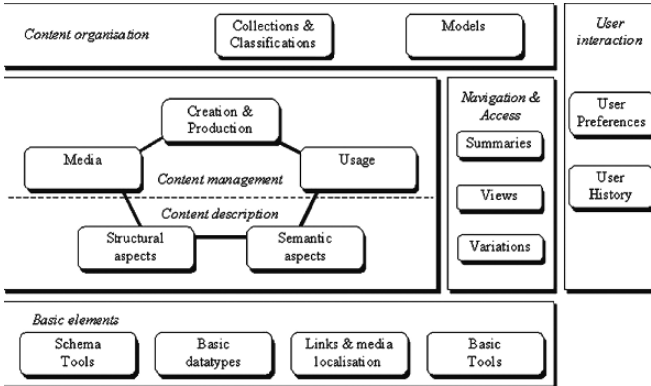 Content organisation
Collections &
Classifications
Models
User
interaction
User
Preferences
User
History
Creation &
Production
Media
Usage
Content management
Content description
Structural
aspects
Semantic
aspects
Navigation &
Access
Summaries
Views
Variations
Basic elements
Schema
Tools
Basic
datatypes
Links & media
localisation
Basic
Tools